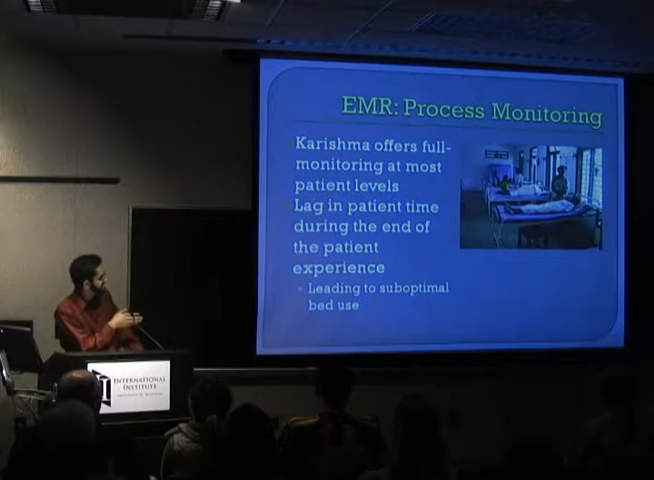 EMR: Process Monitoring
Karishma offers full-
monitoring at most
patient levels
Lag in patient time
during the end of
the patient
experience
Leading to suboptimal
bed use
INTERNATIONAL
INSTITUTE